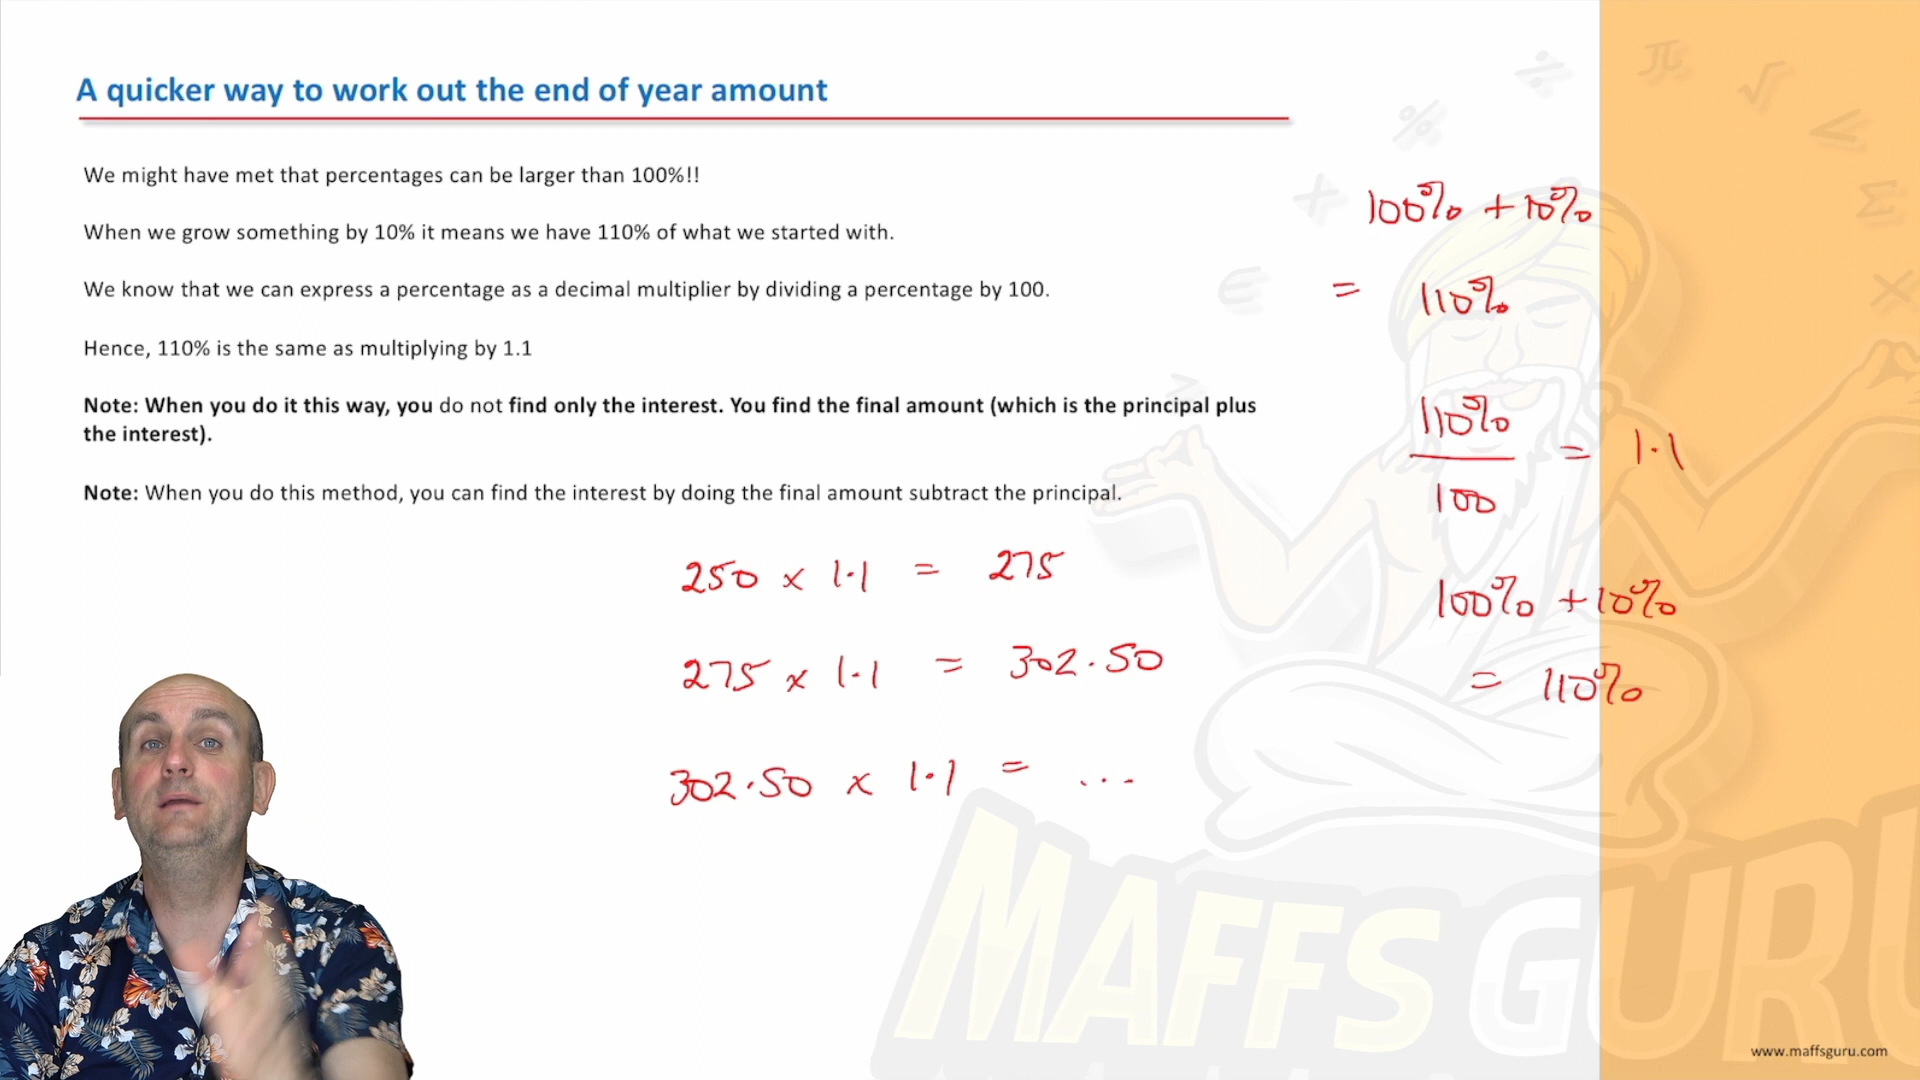 A quicker way to work out the end of year amount
We might have met that percentages can be larger than 100%!!
When we grow something by 10% it means we have 110% of what we started with.
We know that we can express a percentage as a decimal multiplier by dividing a percentage by 100.
Hence, 110% is the same as multiplying by 1.1
Note: When you do it this way, you do not find only the interest. You find the final amount (which is the principal plus
the interest).
Note: When you do this method, you can find the interest by doing the final amount subtract the principal.
250 x 1.1 = 275
275 x 1.1 = 302.50
302.50 x 1.1 = ...
100% + 10%
= 110%
110%
100
= 1.1
100% + 10%
= 110%
MAFFS GURU
www.maffsguru.com